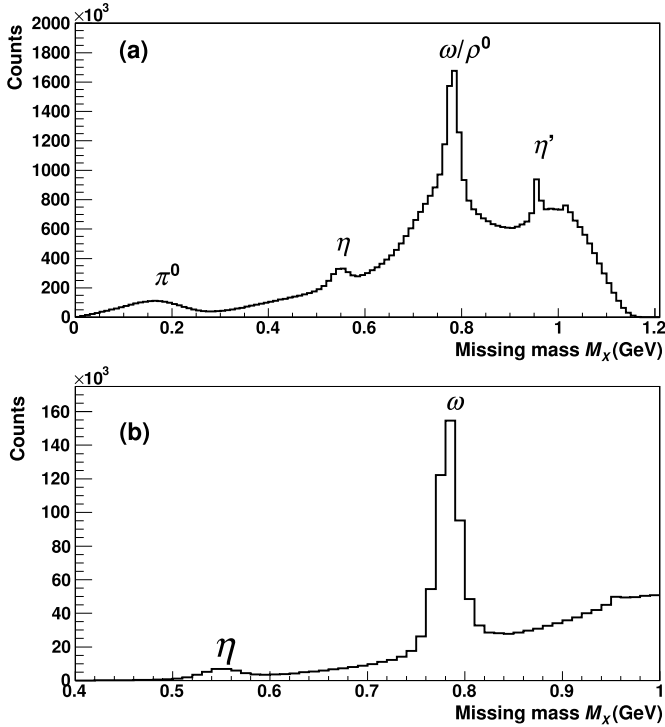 ×10³
2000
1800
1600
1400
1200
1000
800
600
400
200
0
Counts
(a)
π⁰
η
ω/ρ⁰
η’
0 0.2 0.4 0.6 0.8 1 1.2
Missing mass Mₓ(GeV)
×10³
160
140
120
100
80
60
40
20
0
Counts
(b)
η
ω
0.4 0.5 0.6 0.7 0.8 0.9 1
Missing mass Mₓ(GeV)